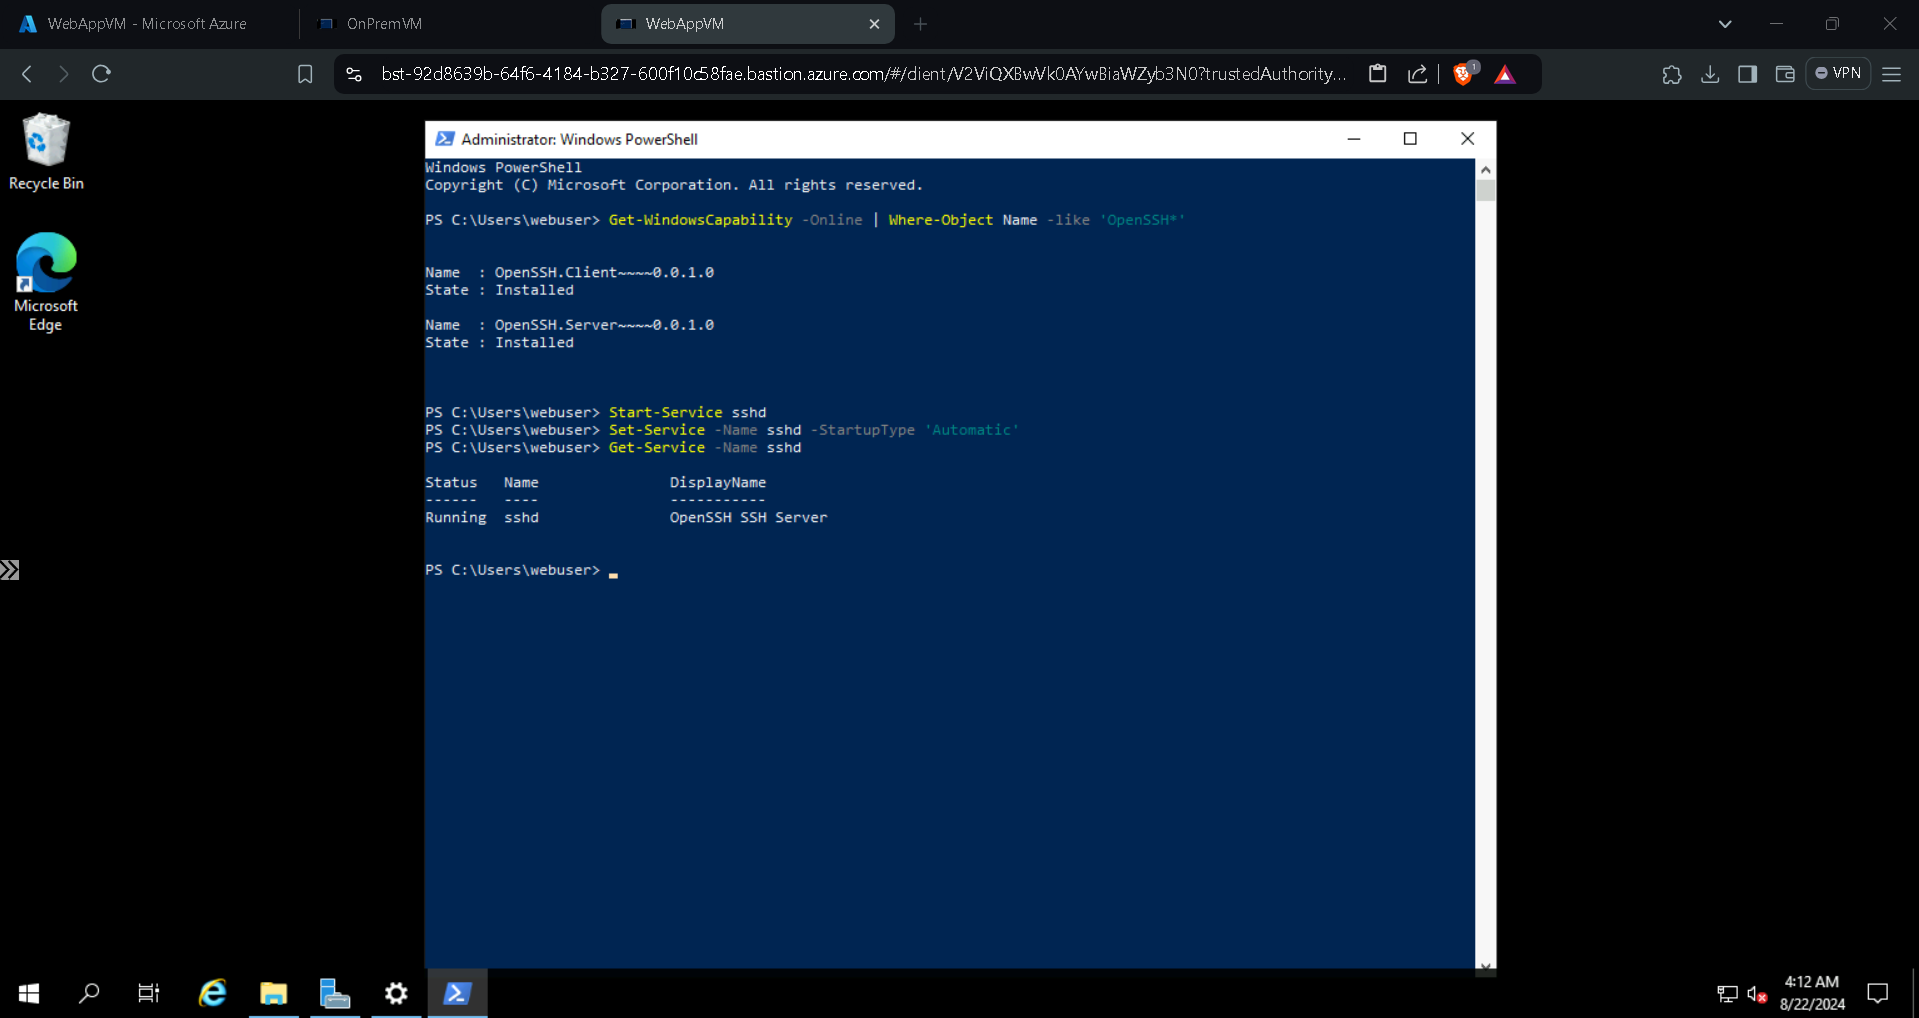 WebAppVM - Microsoft Azure
OnPremVM
WebAppVM
bst-92d8639b-64f6-4184-b327-600f10c58fae.bastion.azure.com/#/client/V2ViQXBwVk0AYwBiaWZyb3N0?trustedAuthority...
1
VPN
Recycle Bin
Microsoft
Edge
Administrator: Windows PowerShell
Windows PowerShell
Copyright (C) Microsoft Corporation. All rights reserved.
PS C:\Users\webuser> Get-WindowsCapability -Online | Where-Object Name -like 'OpenSSH*'
Name  : OpenSSH.Client~~~~0.0.1.0
State : Installed
Name  : OpenSSH.Server~~~~0.0.1.0
State : Installed
PS C:\Users\webuser> Start-Service sshd
PS C:\Users\webuser> Set-Service -Name sshd -StartupType 'Automatic'
PS C:\Users\webuser> Get-Service -Name sshd
Status   Name               DisplayName
------   ----               -----------
Running  sshd               OpenSSH SSH Server
PS C:\Users\webuser>
4:12 AM
8/22/2024